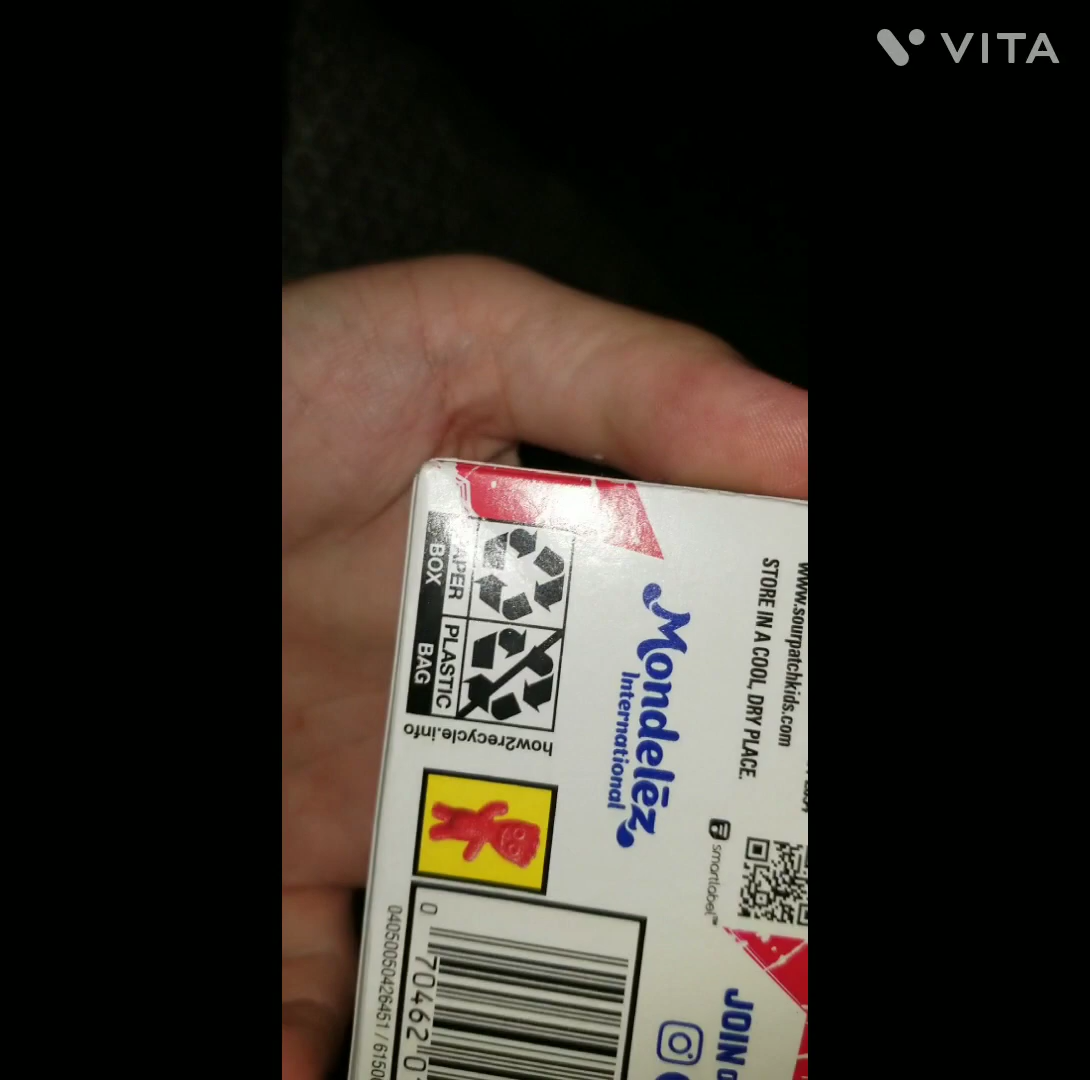 VITA
www.sourpatchkids.com
STORE IN A COOL, DRY PLACE.
Mondelēz
International
smartlabel™
PLASTIC
BOX
BAG
how2recycle.info
JOIN
0 70462 0
04050050426451 / 6150